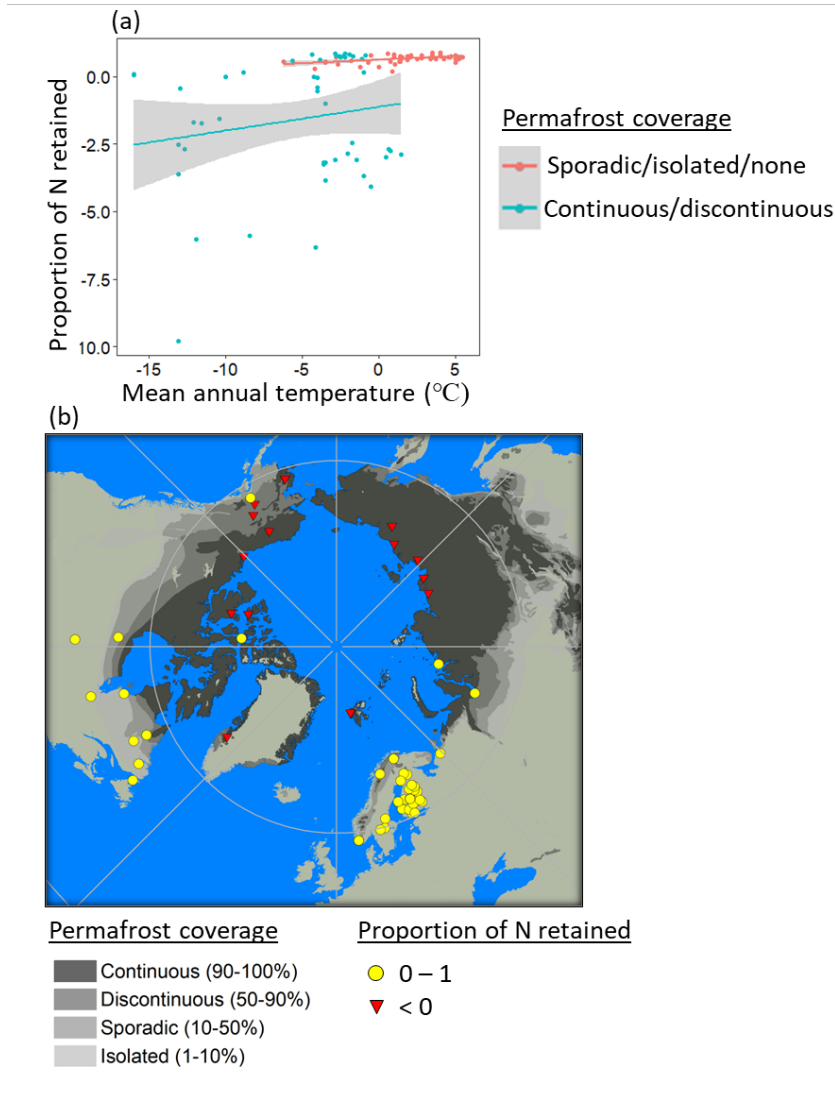 (a)
Proportion of N retained
0.0
-2.5
-5.0
-7.5
10.0
-15
-10
-5
0
5
Mean annual temperature (℃)
Permafrost coverage
Sporadic/isolated/none
Continuous/discontinuous
(b)
Permafrost coverage
Continuous (90-100%)
Discontinuous (50-90%)
Sporadic (10-50%)
Isolated (1-10%)
Proportion of N retained
0 – 1
< 0